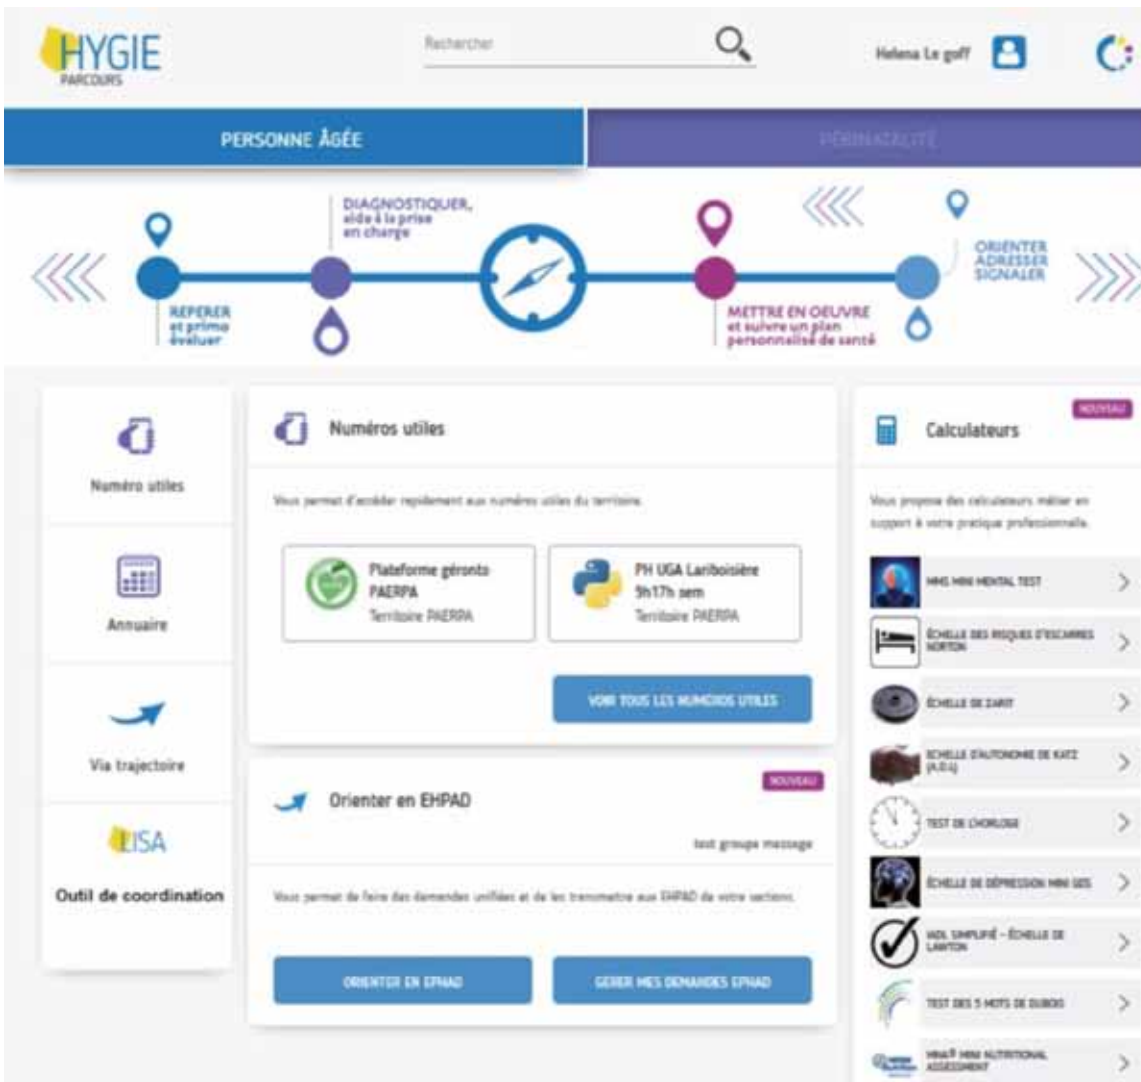 HYGIE
PARCOURS
Rechercher
Helena Le goff
PERSONNE ÂGÉE
PÉRINATALITÉ
DIAGNOSTIQUER,
aide à la prise
en charge
ORIENTER
ADRESSER
SIGNALER
REPERER
et primo
évaluer
METTRE EN OEUVRE
et suivre un plan
personnalisé de santé
Numéro utiles
Annuaire
Via trajectoire
LISA
Outil de coordination
Numéros utiles
Vous permet d'accéder rapidement aux numéros utiles du territoire.
Plateforme géronto
PAERPA
Territoire PAERPA
PH UGA Lariboisière
9h17h sem
Territoire PAERPA
VOIR TOUS LES NUMÉROS UTILES
NOUVEAU
Orienter en EHPAD
test groupe message
Vous permet de faire des demandes unifiées et de les transmettre aux EHPAD de votre sections.
ORIENTER EN EPHAD
GERER MES DEMANDES EPHAD
NOUVEAU
Calculateurs
Vous propose des calculateurs métier en
support à votre pratique professionnelle.
MMS MINI MENTAL TEST
ÉCHELLE DES RISQUES D'ESCARRES
NORTON
ÉCHELLE DE ZARIT
ECHELLE D'AUTONOMIE DE KATZ
(A.D.L)
TEST DE L'HORLOGE
ÉCHELLE DE DÉPRESSION MINI GDS
IADL SIMPLIFIÉ - ÉCHELLE DE
LAWTON
TEST DES 5 MOTS DE DUBOIS
MNA® MINI NUTRITIONAL
ASSESSMENT